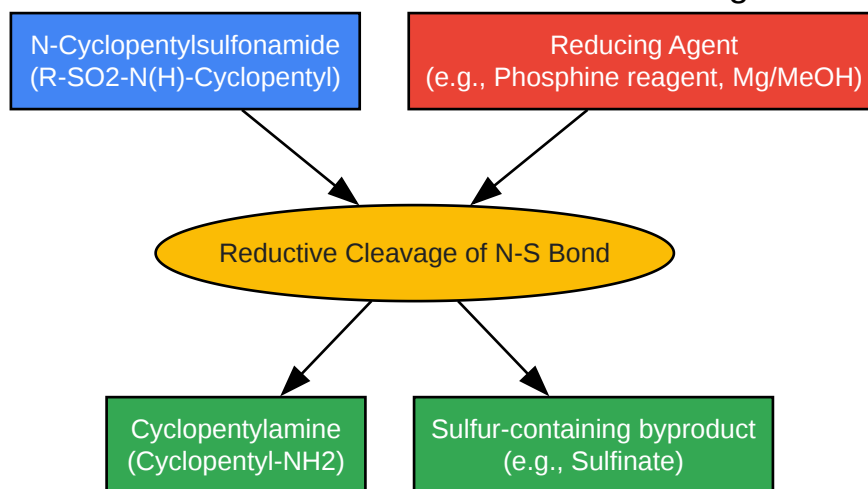 N-Cyclopentylsulfonamide
(R-SO2-N(H)-Cyclopentyl)
Reducing Agent
(e.g., Phosphine reagent, Mg/MeOH)
Reductive Cleavage of N-S Bond
Cyclopentylamine
(Cyclopentyl-NH2)
Sulfur-containing byproduct
(e.g., Sulfinate)